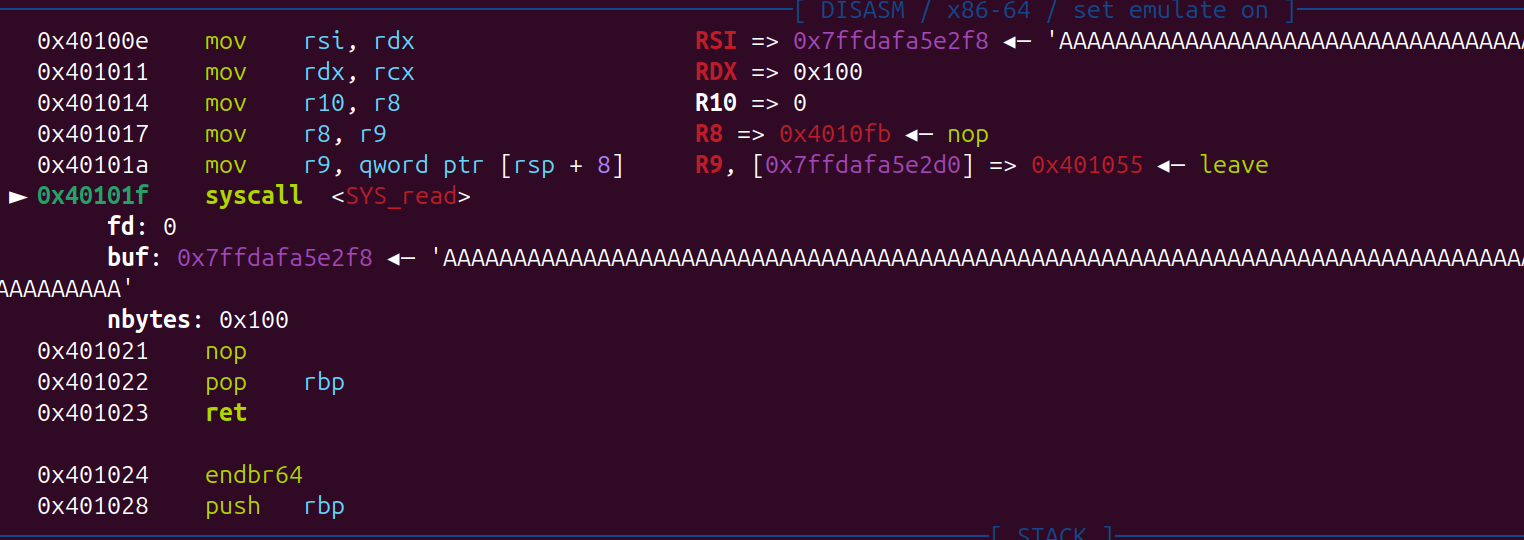 [ DISASM / x86-64 / set emulate on ]
0x40100e mov rsi, rdx RSI => 0x7ffdafa5e2f8 ◂— 'AAAAAAAAAAAAAAAAAAAAAAAAAAAAAAAAA
0x401011 mov rdx, rcx RDX => 0x100
0x401014 mov r10, r8 R10 => 0
0x401017 mov r8, r9 R8 => 0x4010fb ◂— nop
0x40101a mov r9, qword ptr [rsp + 8] R9, [0x7ffdafa5e2d0] => 0x401055 ◂— leave
► 0x40101f syscall <SYS_read>
fd: 0
buf: 0x7ffdafa5e2f8 ◂— 'AAAAAAAAAAAAAAAAAAAAAAAAAAAAAAAAAAAAAAAAAAAAAAAAAAAAAAAAAAAAAAAAAAAAAAAAAAAAA
AAAAAAAAA'
nbytes: 0x100
0x401021 nop
0x401022 pop rbp
0x401023 ret
0x401024 endbr64
0x401028 push rbp
[ STACK ]